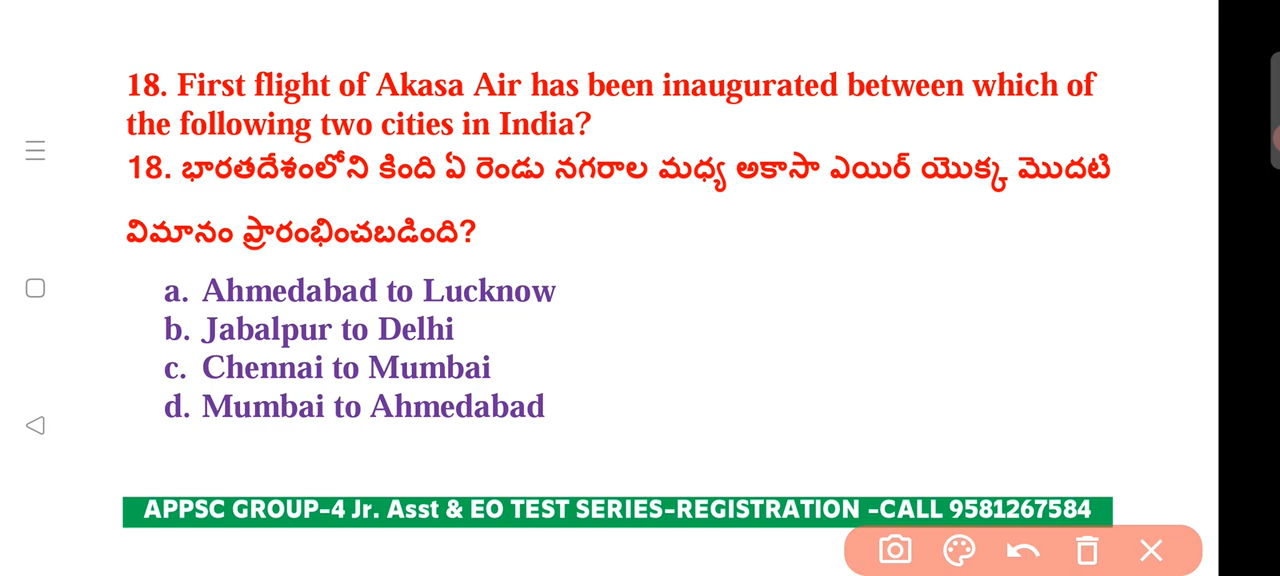 18. First flight of Akasa Air has been inaugurated between which of
the following two cities in India?
18. భారతదేశంలోని కింది ఏ రెండు నగరాల మధ్య అకాసా ఎయిర్ యొక్క మొదటి
విమానం ప్రారంభించబడింది?
a. Ahmedabad to Lucknow
b. Jabalpur to Delhi
c. Chennai to Mumbai
d. Mumbai to Ahmedabad
APPSC GROUP-4 Jr. Asst & EO TEST SERIES-REGISTRATION -CALL 9581267584